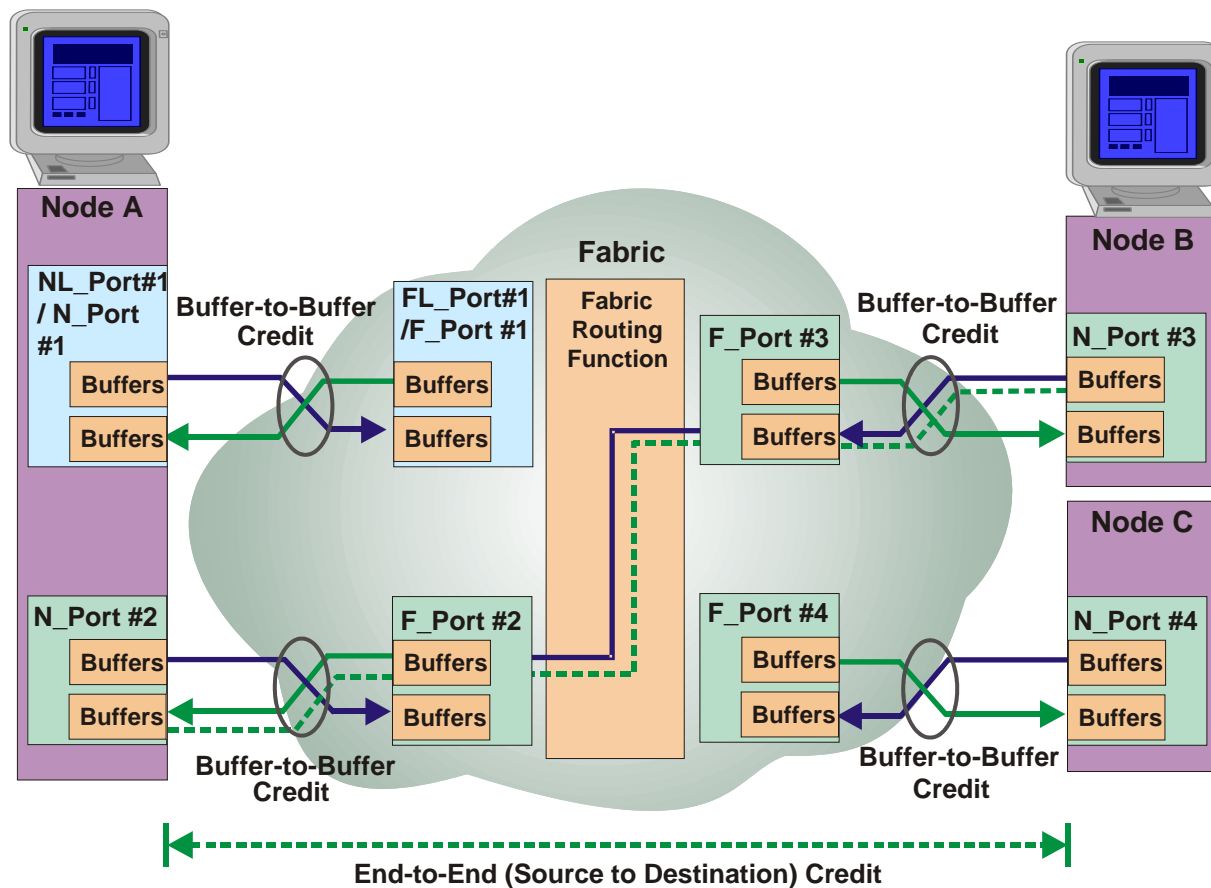 Node A
NL_Port#1
/ N_Port
#1
Buffers
Buffers
Buffer-to-Buffer
Credit
Fabric
FL_Port#1
/F_Port #1
Buffers
Buffers
Fabric
Routing
Function
F_Port #3
Buffers
Buffers
Buffer-to-Buffer
Credit
Node B
N_Port #3
Buffers
Buffers
N_Port #2
Buffers
Buffers
Buffer-to-Buffer
Credit
F_Port #2
Buffers
Buffers
F_Port #4
Buffers
Buffers
Buffer-to-Buffer
Credit
Node C
N_Port #4
Buffers
Buffers
End-to-End (Source to Destination) Credit